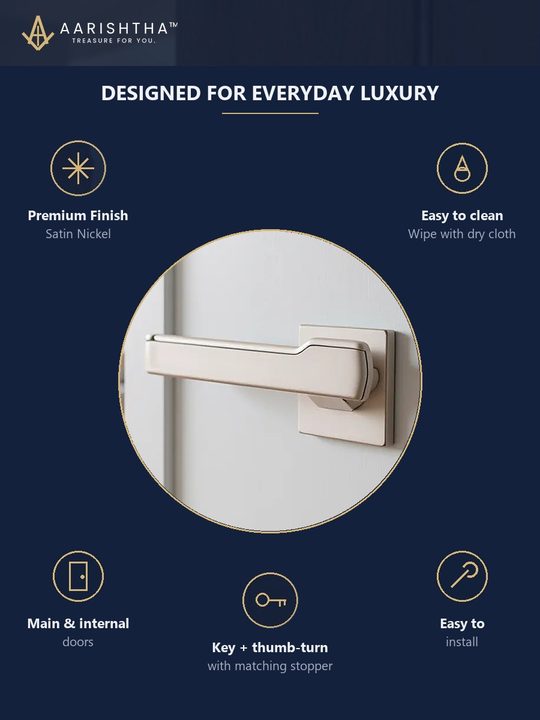 AARISHTHA™
TREASURE FOR YOU.
DESIGNED FOR EVERYDAY LUXURY
Premium Finish
Satin Nickel
Easy to clean
Wipe with dry cloth
Main & internal
doors
Key + thumb-turn
with matching stopper
Easy to
install